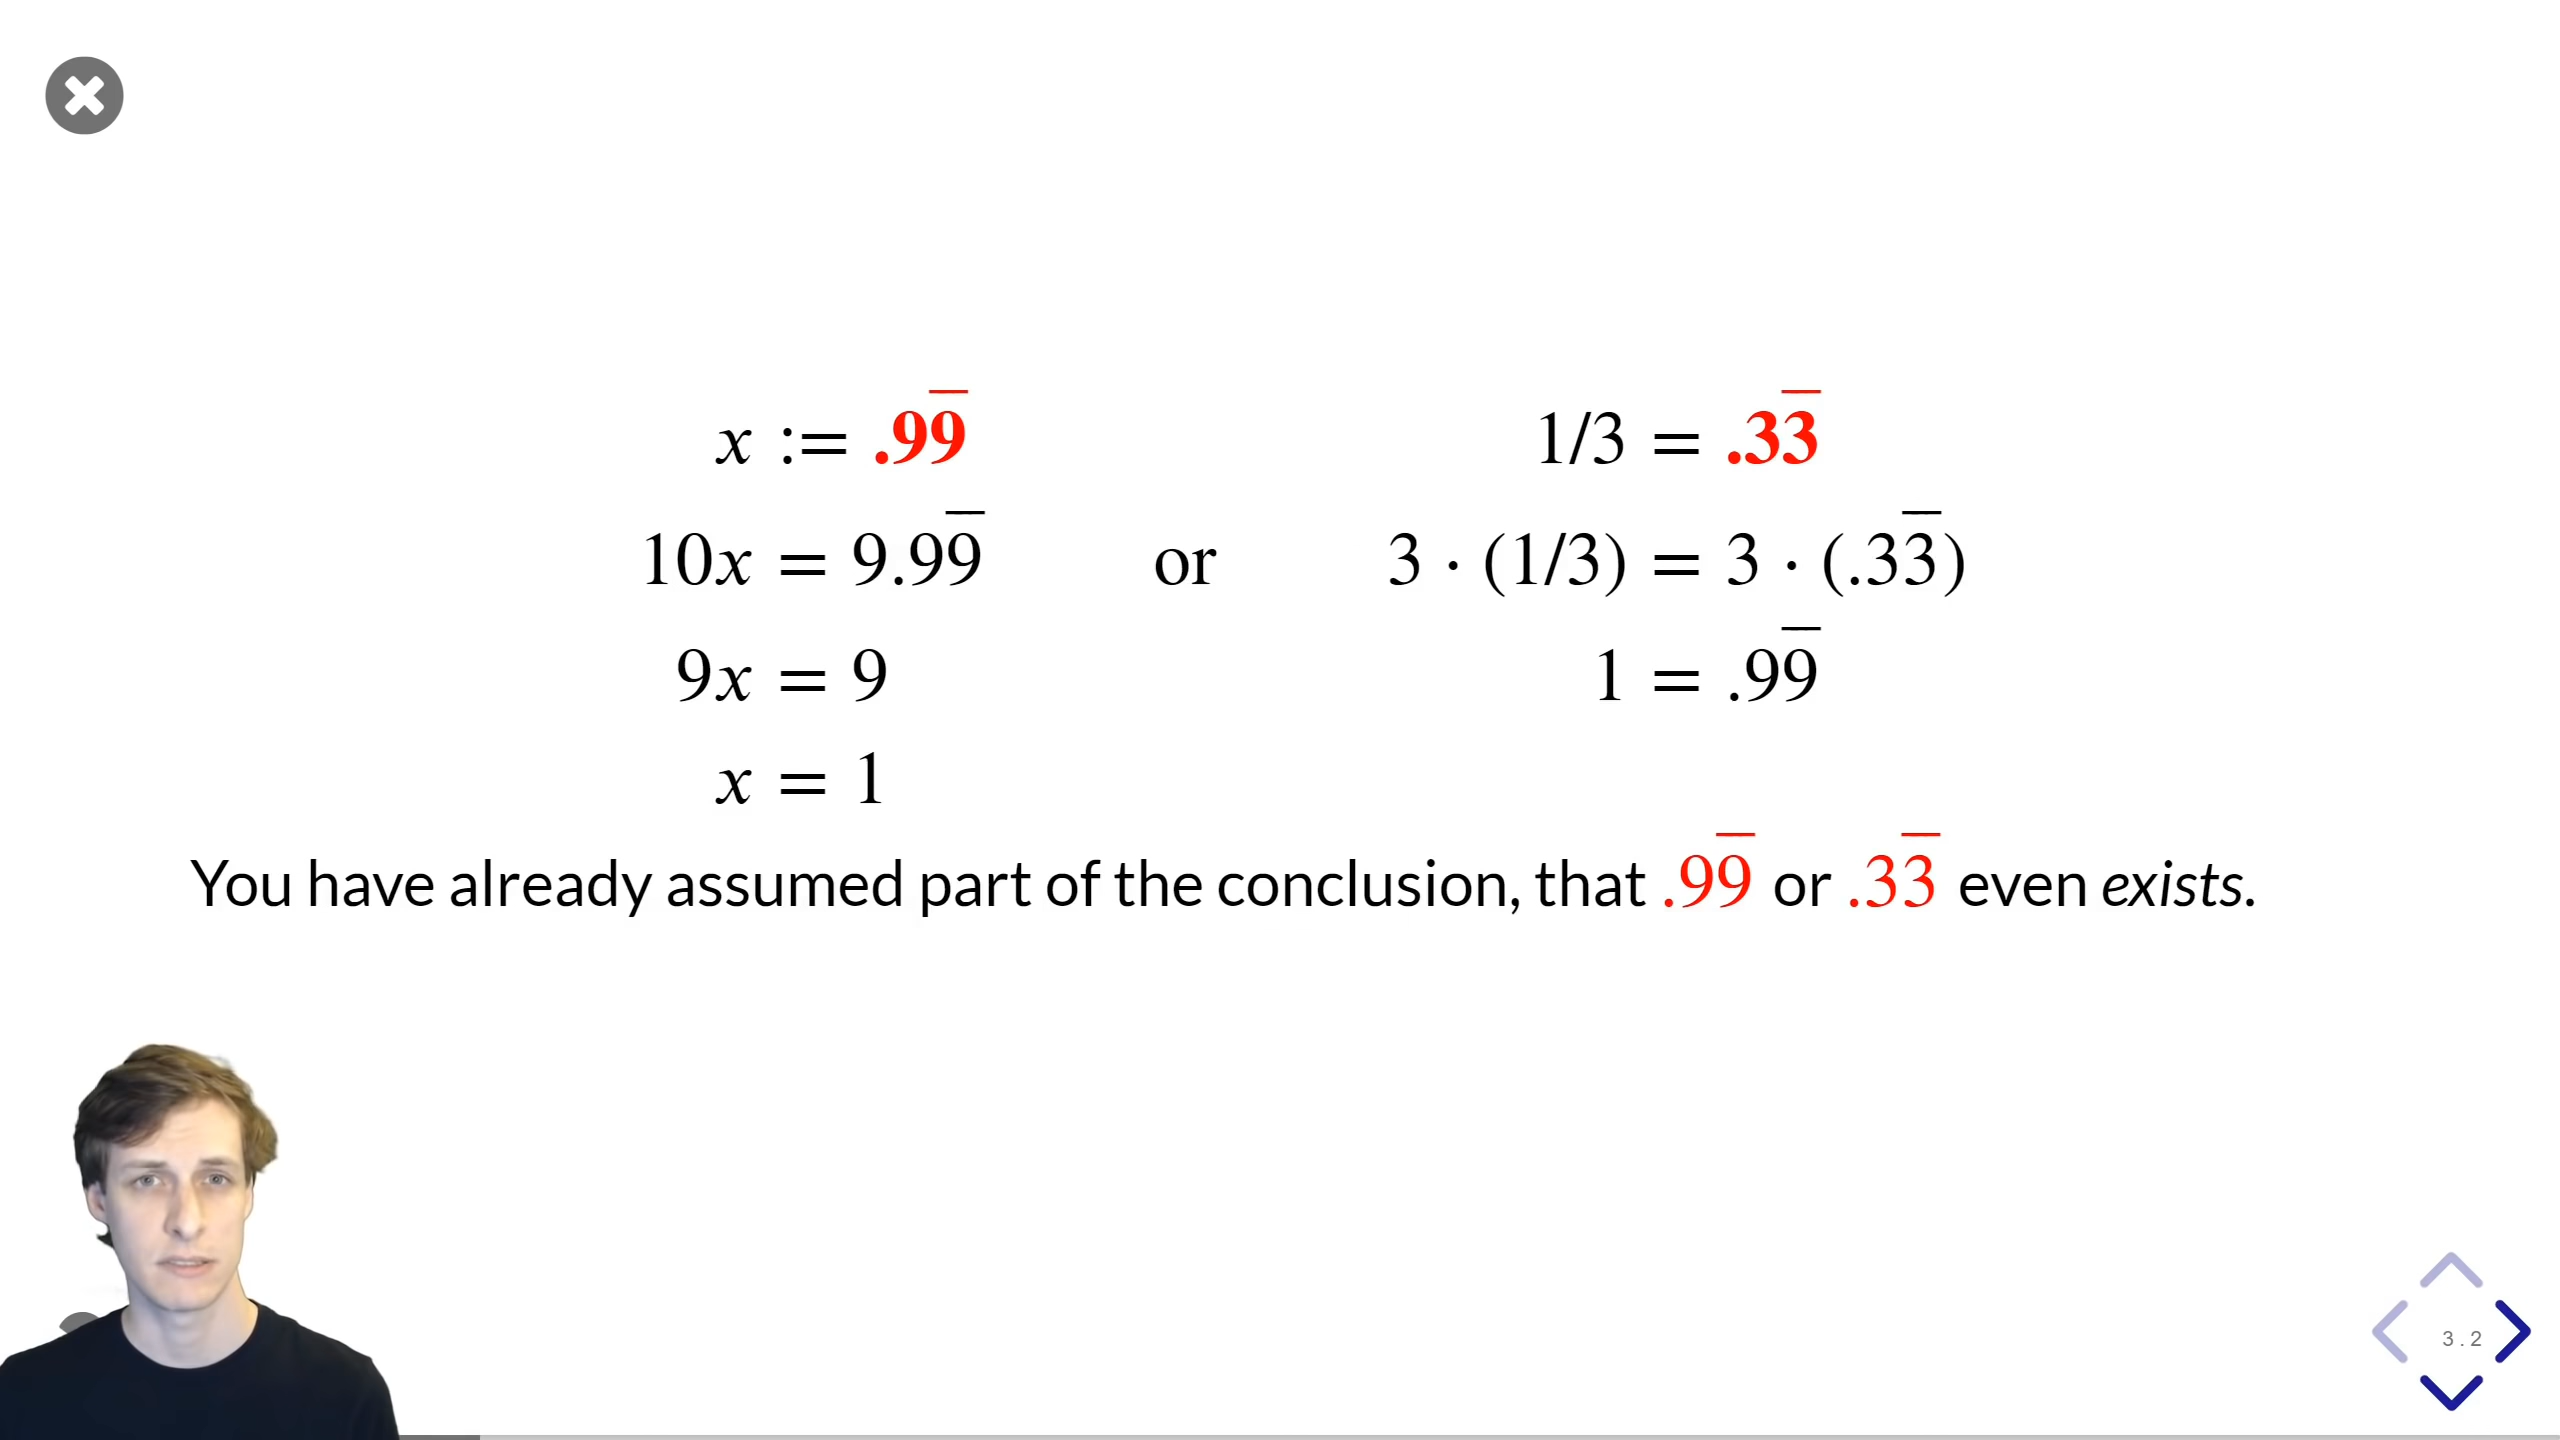 x := .99̅
10x = 9.99̅
9x = 9
x = 1
or
1/3 = .33̅
3 · (1/3) = 3 · (.33̅)
1 = .99̅
You have already assumed part of the conclusion, that .99̅ or .33̅ even exists.
3.2